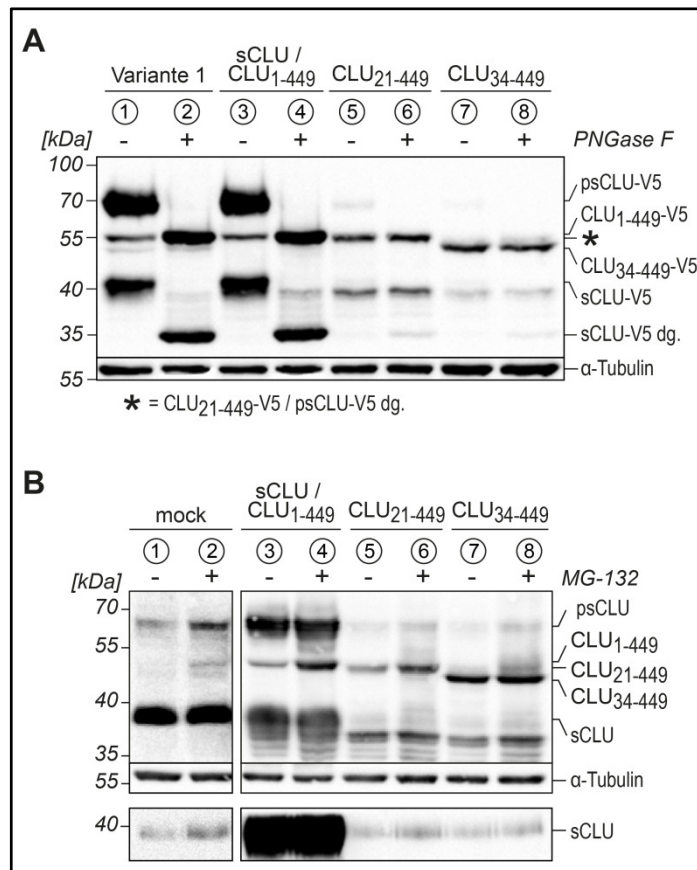 A
Variante 1 sCLU / CLU1-449 CLU21-449 CLU34-449
① ② ③ ④ ⑤ ⑥ ⑦ ⑧
[kDa] - + - + - + - + PNGase F
100
70
55
40
35
55
psCLU-V5
CLU1-449-V5
*
CLU34-449-V5
sCLU-V5
sCLU-V5 dg.
α-Tubulin
* = CLU21-449-V5 / psCLU-V5 dg.
B
mock sCLU / CLU1-449 CLU21-449 CLU34-449
① ② ③ ④ ⑤ ⑥ ⑦ ⑧
[kDa] - + - + - + - + MG-132
70
55
40
35
55
psCLU
CLU1-449
CLU21-449
CLU34-449
sCLU
α-Tubulin
40
sCLU